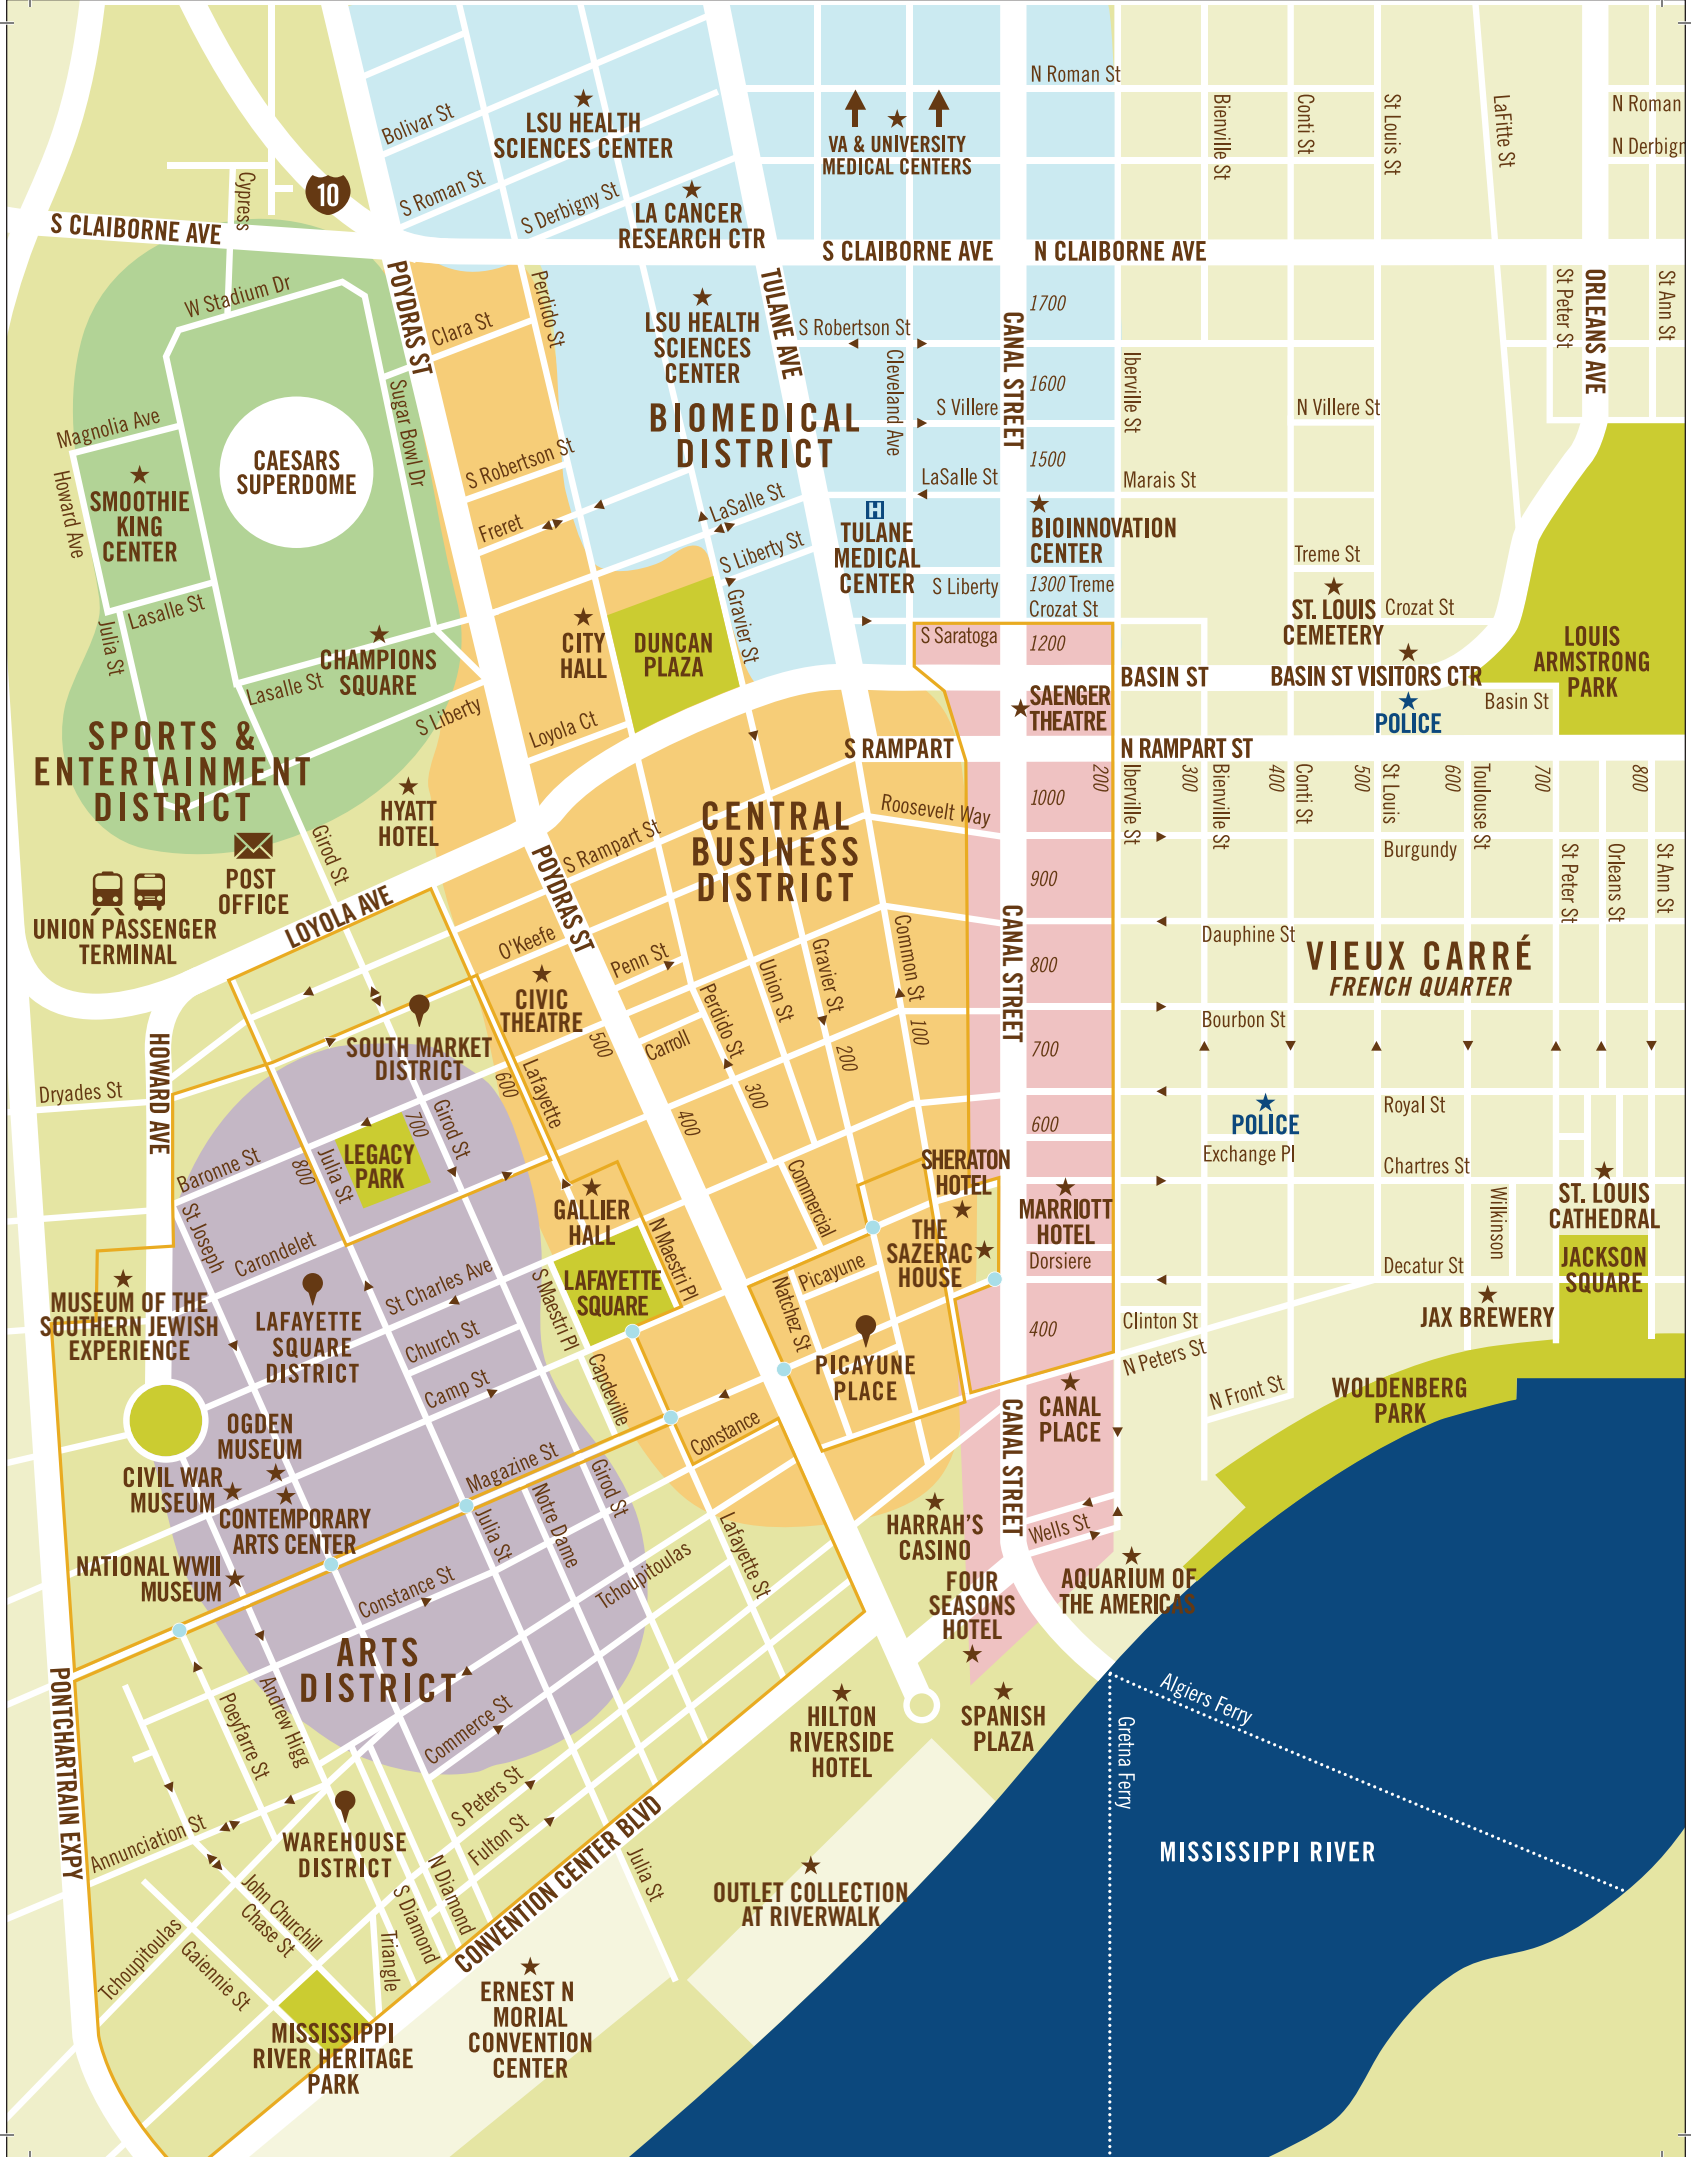 N Roman St
Bolivar St
LSU HEALTH
SCIENCES CENTER
VA & UNIVERSITY
MEDICAL CENTERS
Bienville St
Conti St
St Louis St
LaFitte St
N Roman
N Derbign
Cypress
10
S Roman St
S Derbigny St
LA CANCER
RESEARCH CTR
S CLAIBORNE AVE
S CLAIBORNE AVE
N CLAIBORNE AVE
POYDRAS ST
Perdido St
TULANE AVE
St Peter St
ORLEANS AVE
St Ann St
W Stadium Dr
Clara St
LSU HEALTH
SCIENCES
CENTER
S Robertson St
Cleveland Ave
CANAL STREET
1700
1600
Iberville St
Sugar Bowl Dr
BIOMEDICAL
DISTRICT
S Villere
N Villere St
Magnolia Ave
Howard Ave
CAESARS
SUPERDOME
S Robertson St
1500
LaSalle St
Marais St
SMOOTHIE
KING
CENTER
Freret
LaSalle St
TULANE
MEDICAL
CENTER
H
BIOINNOVATION
CENTER
S Liberty St
Treme St
S Liberty
1300 Treme
Crozat St
Gravier St
Lasalle St
Julia St
CITY
HALL
DUNCAN
PLAZA
ST. LOUIS
CEMETERY
Crozat St
S Saratoga
1200
LOUIS
ARMSTRONG
PARK
CHAMPIONS
SQUARE
Lasalle St
S Liberty
Loyola Ct
BASIN ST
BASIN ST VISITORS CTR
Basin St
POLICE
SAENGER
THEATRE
SPORTS &
ENTERTAINMENT
DISTRICT
S RAMPART
N RAMPART ST
HYATT
HOTEL
Girod St
POST
OFFICE
UNION PASSENGER
TERMINAL
LOYOLA AVE
CENTRAL
BUSINESS
DISTRICT
Roosevelt Way
S Rampart St
POYDRAS ST
1000
200
Iberville St
300
Bienville St
400
Conti St
500
St Louis
600
Toulouse St
700
800
Burgundy
St Peter St
Orleans St
St Ann St
900
CANAL STREET
O'Keefe
Penn St
Common St
Dauphine St
VIEUX CARRÉ
FRENCH QUARTER
800
CIVIC
THEATRE
Perdido St
Union St
Gravier St
Bourbon St
SOUTH MARKET
DISTRICT
500
Carroll
100
200
700
HOWARD AVE
Dryades St
600
Lafayette
300
400
Royal St
POLICE
600
Exchange Pl
LEGACY
PARK
700
Girod St
Baronne St
800
Julia St
Chartres St
SHERATON
HOTEL
Commercial
GALLIER
HALL
N Maestri Pl
MARRIOTT
HOTEL
Dorsiere
THE
SAZERAC
HOUSE
Wilkinson
ST. LOUIS
CATHEDRAL
St Joseph
Carondelet
St Charles Ave
S Maestri Pl
LAFAYETTE
SQUARE
Picayune
Natchez St
Decatur St
JACKSON
SQUARE
JAX BREWERY
MUSEUM OF THE
SOUTHERN JEWISH
EXPERIENCE
LAFAYETTE
SQUARE
DISTRICT
Church St
Camp St
Capdeville
PICAYUNE
PLACE
400
Clinton St
N Peters St
N Front St
WOLDENBERG
PARK
CANAL
PLACE
CANAL STREET
OGDEN
MUSEUM
CIVIL WAR
MUSEUM
CONTEMPORARY
ARTS CENTER
NATIONAL WWII
MUSEUM
Magazine St
Constance
Girod St
Notre Dame
Julia St
Lafayette St
HARRAH'S
CASINO
Wells St
AQUARIUM OF
THE AMERICAS
FOUR
SEASONS
HOTEL
Constance St
Tchoupitoulas
ARTS
DISTRICT
PONTCHARTRAIN EXPY
Poeyfarre St
Andrew Higg
Commerce St
HILTON
RIVERSIDE
HOTEL
SPANISH
PLAZA
Algiers Ferry
Gretna Ferry
S Peters St
Fulton St
WAREHOUSE
DISTRICT
Annunciation St
CONVENTION CENTER BLVD
Julia St
MISSISSIPPI RIVER
OUTLET COLLECTION
AT RIVERWALK
John Churchill
Chase St
N Diamond
S Diamond
Triangle
Tchoupitoulas
Gaiennie St
ERNEST N
MORIAL
CONVENTION
CENTER
MISSISSIPPI
RIVER HERITAGE
PARK